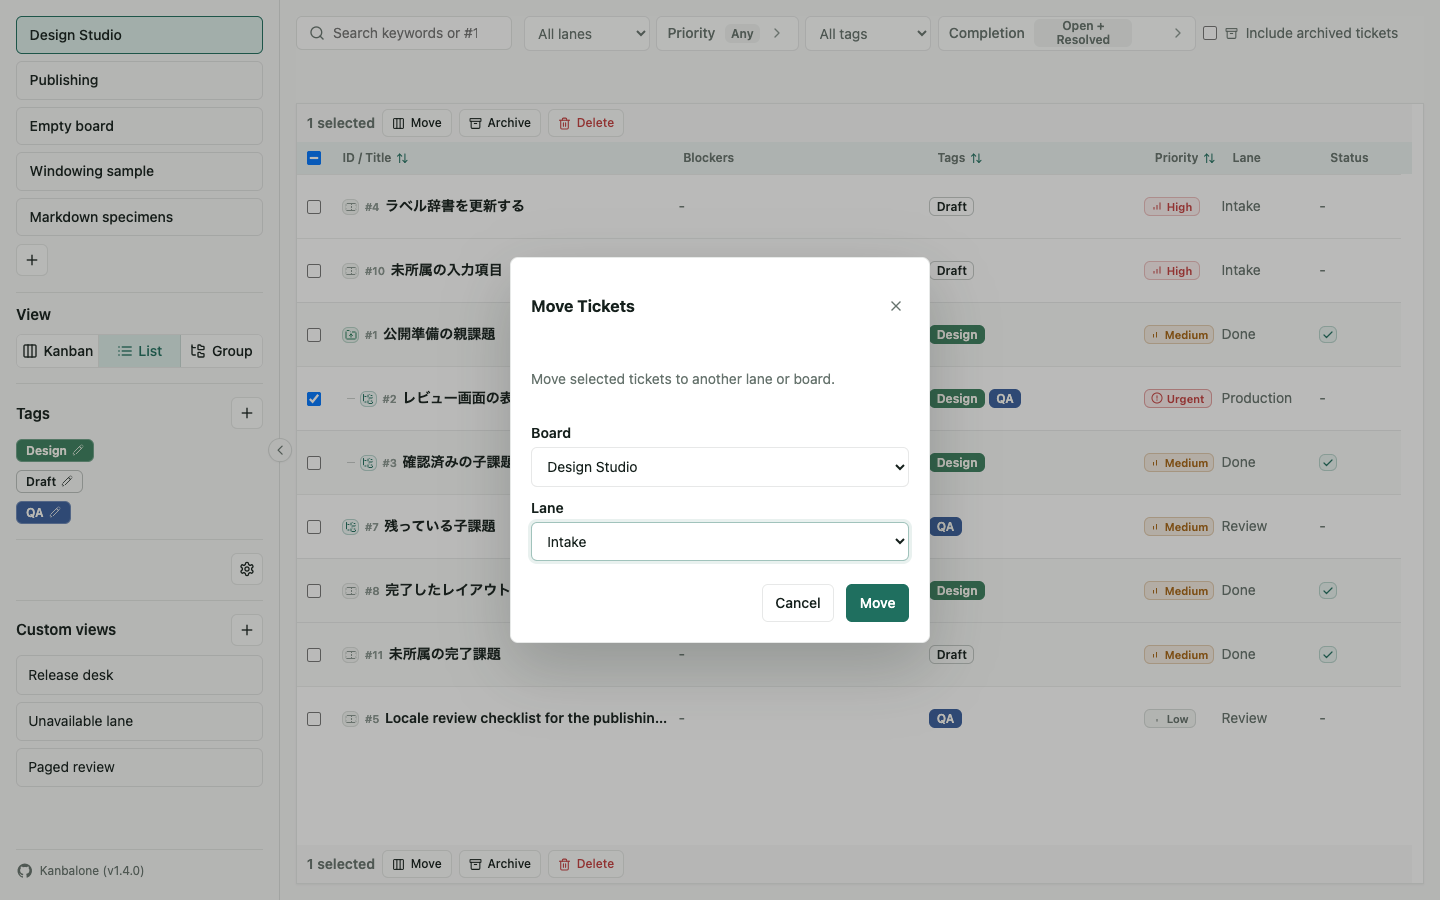 Design Studio
Publishing
Empty board
Windowing sample
Markdown specimens
View
Kanban
List
Group
Tags
Design
Draft
QA
Custom views
Release desk
Unavailable lane
Paged review
Kanbalone (v1.4.0)
Search keywords or #1
All lanes
Priority Any
All tags
Completion Open + Resolved
Include archived tickets
1 selected Move Archive Delete
ID / Title Blockers Tags Priority Lane Status
#4 ラベル辞書を更新する - Draft High Intake -
#10 未所属の入力項目 Draft High Intake -
#1 公開準備の親課題 Design Medium Done
#2 レビュー画面の表 Design QA Urgent Production -
#3 確認済みの子課題 Design Medium Done
#7 残っている子課題 QA Medium Review -
#8 完了したレイアウト Design Medium Done
#11 未所属の完了課題 - Draft Medium Done
#5 Locale review checklist for the publishin... - QA Low Review -
1 selected Move Archive Delete
Move Tickets
Move selected tickets to another lane or board.
Board
Design Studio
Lane
Intake
Cancel
Move